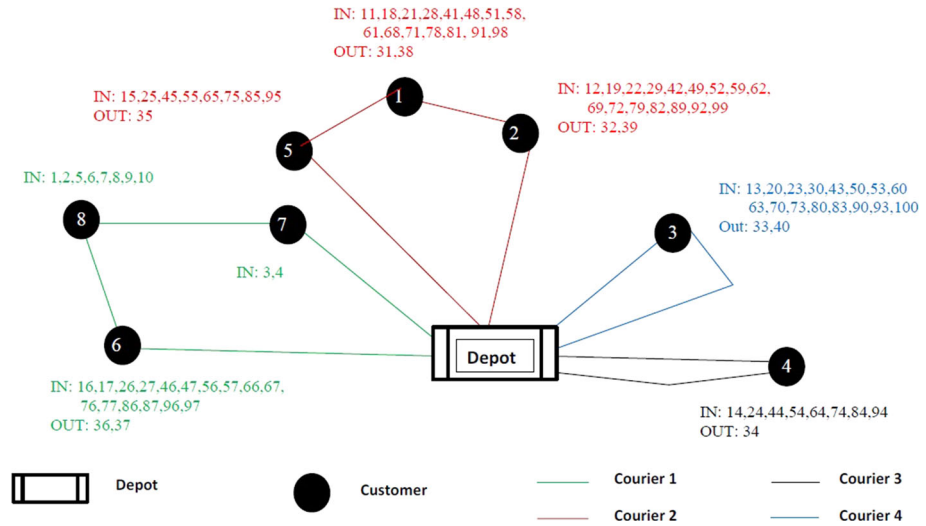 IN: 11,18,21,28,41,48,51,58,
61,68,71,78,81, 91,98
OUT: 31,38
1
IN: 15,25,45,55,65,75,85,95
OUT: 35
IN: 12,19,22,29,42,49,52,59,62,
69,72,79,82,89,92,99
OUT: 32,39
2
5
IN: 1,2,5,6,7,8,9,10
8
7
IN: 3,4
IN: 13,20,23,30,43,50,53,60
63,70,73,80,83,90,93,100
Out: 33,40
3
6
IN: 16,17,26,27,46,47,56,57,66,67,
76,77,86,87,96,97
OUT: 36,37
Depot
4
IN: 14,24,44,54,64,74,84,94
OUT: 34
Depot
Customer
Courier 1
Courier 3
Courier 2
Courier 4